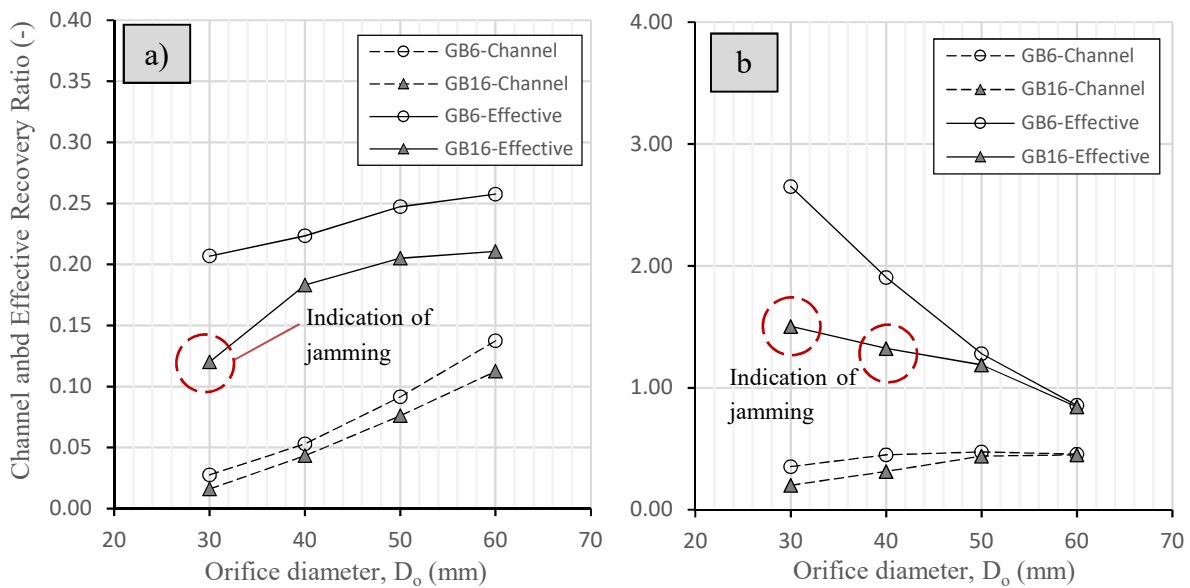 Channel anbd Effective Recovery Ratio (-)
0.40
0.35
0.30
0.25
0.20
0.15
0.10
0.05
0.00
a)
GB6-Channel
GB16-Channel
GB6-Effective
GB16-Effective
Indication of
jamming
20 30 40 50 60 70
Orifice diameter, Do (mm)
4.00
3.00
2.00
1.00
0.00
b
GB6-Channel
GB16-Channel
GB6-Effective
GB16-Effective
Indication of
jamming
20 30 40 50 60 70
Orifice diameter, Do (mm)